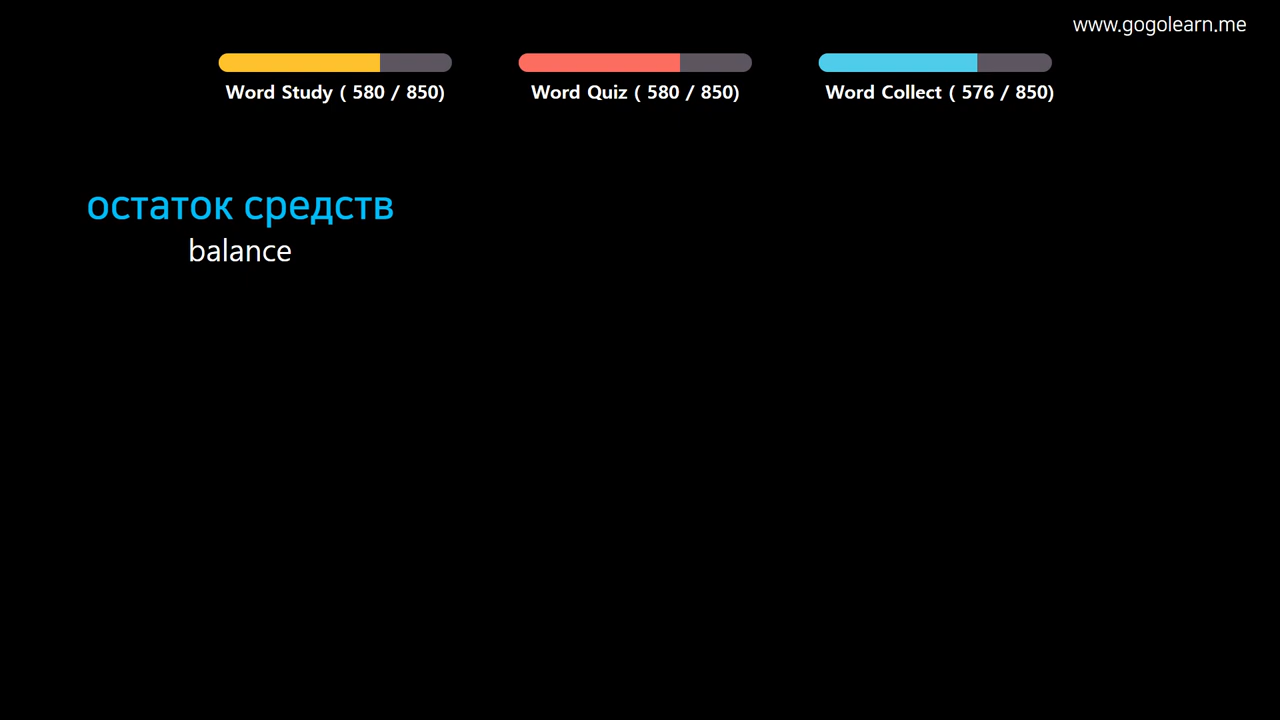 www.gogolearn.me
Word Study ( 580 / 850)
Word Quiz ( 580 / 850)
Word Collect ( 576 / 850)
остаток средств
balance